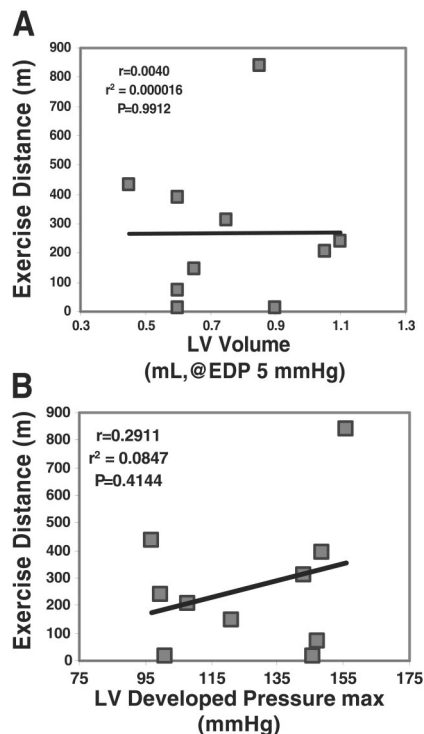 A
900
800
700
600
500
400
300
200
100
0
Exercise Distance (m)
r=0.0040
r² = 0.000016
P=0.9912
0.3 0.5 0.7 0.9 1.1 1.3
LV Volume
(mL,@EDP 5 mmHg)
B
900
800
700
600
500
400
300
200
100
0
Exercise Distance (m)
r=0.2911
r² = 0.0847
P=0.4144
75 95 115 135 155 175
LV Developed Pressure max
(mmHg)